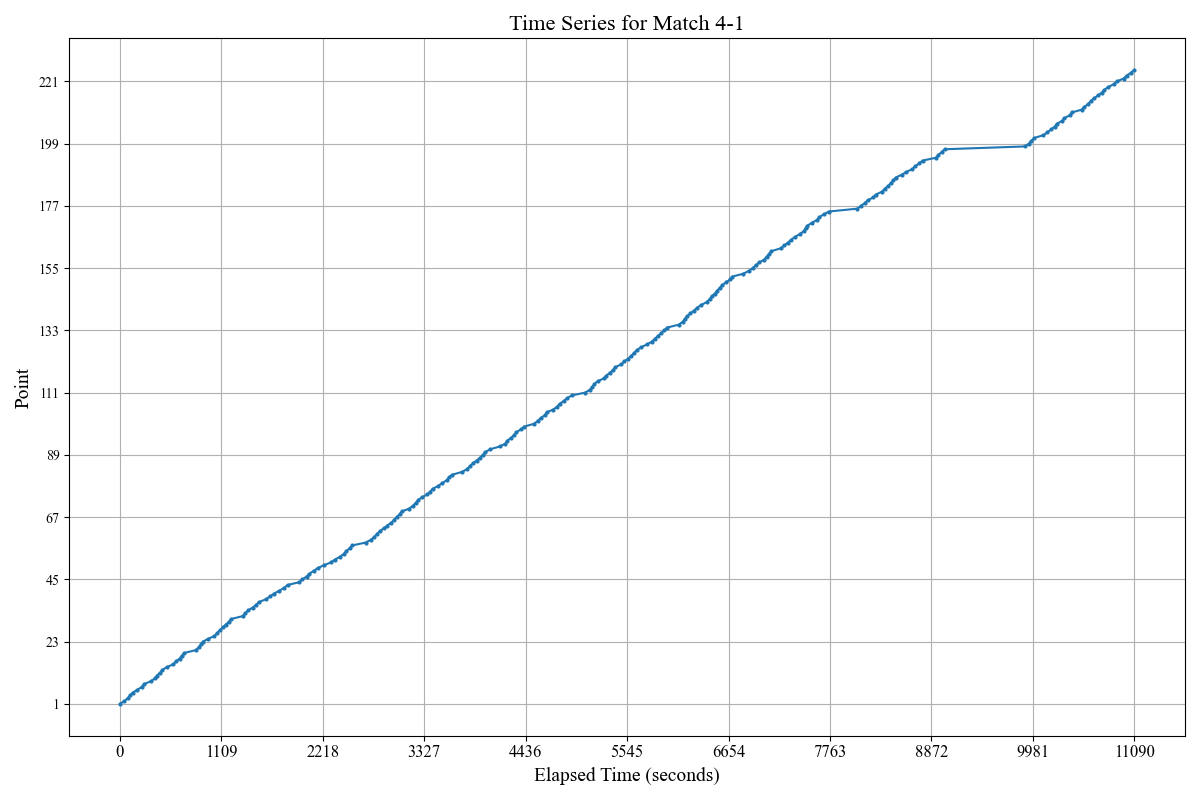 Time Series for Match 4-1
Point
221
199
177
155
133
111
89
67
45
23
1
0 1109 2218 3327 4436 5545 6654 7763 8872 9981 11090
Elapsed Time (seconds)